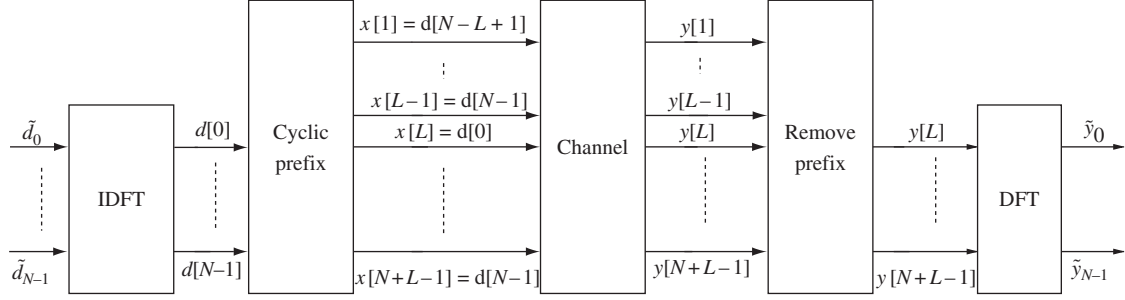 x[1] = d[N – L + 1]
y[1]
x[L–1] = d[N–1]
y[L–1]
d̃₀
d[0]
Cyclic
prefix
x[L] = d[0]
Channel
y[L]
Remove
prefix
y[L]
ỹ₀
IDFT
DFT
d̃N–1
d[N–1]
x[N+L–1] = d[N–1]
y[N+L–1]
y[N+L–1]
ỹN–1